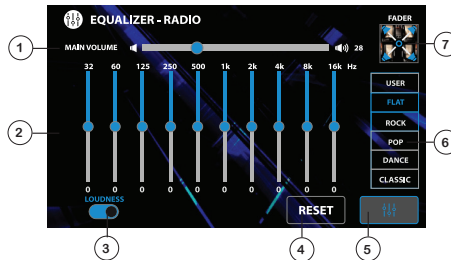 EQUALIZER - RADIO
FADER
1
MAIN VOLUME
28
7
32 60 125 250 500 1k 2k 4k 8k 16k Hz
USER
FLAT
ROCK
2
POP
6
DANCE
CLASSIC
0 0 0 0 0 0 0 0 0 0
LOUDNESS
RESET
3
4
5